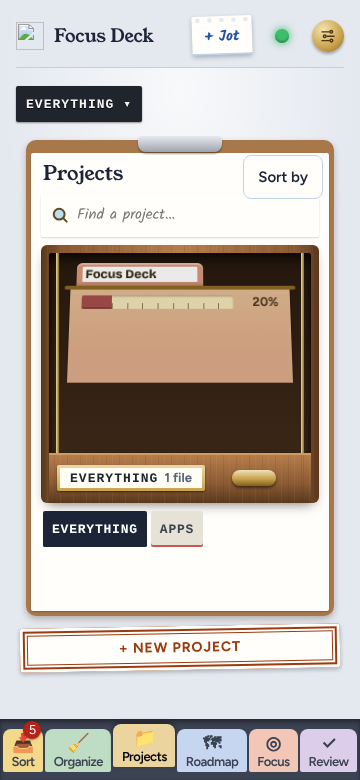 Focus Deck
+ Jot
EVERYTHING ▾
Projects
Sort by
Find a project...
Focus Deck
20%
EVERYTHING 1 file
EVERYTHING
APPS
+ NEW PROJECT
5
Sort
Organize
Projects
Roadmap
Focus
Review